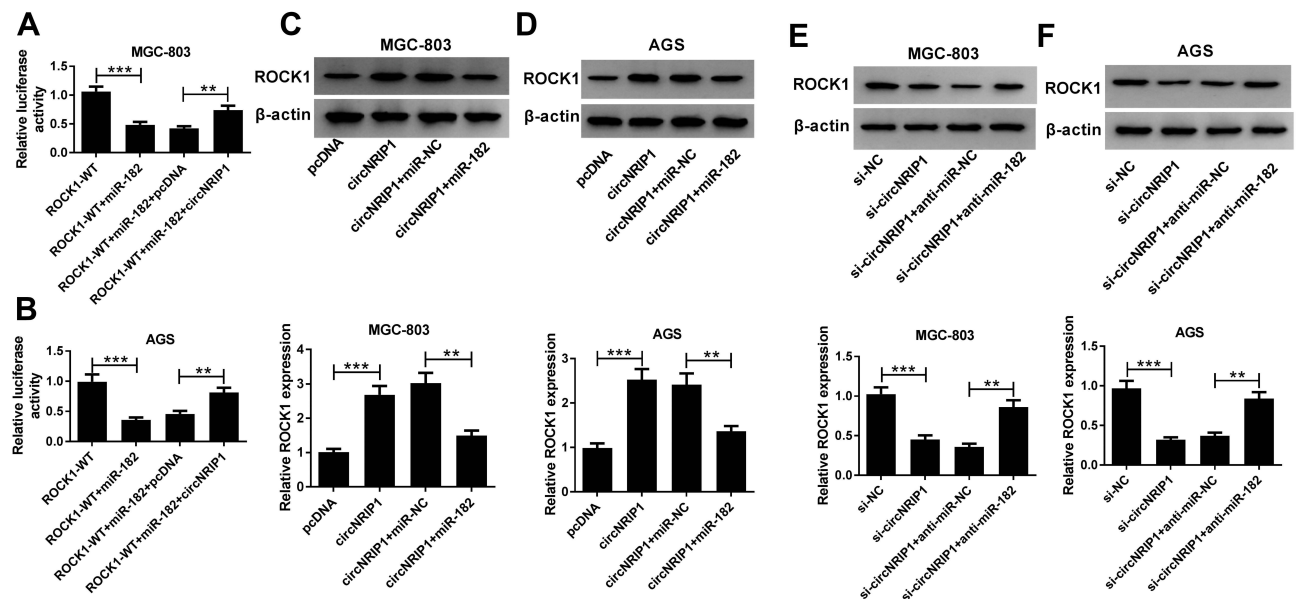 A
MGC-803
Relative luciferase
activity
1.5
1.0
0.5
0.0
***
**
ROCK1-WT
ROCK1-WT+miR-182
ROCK1-WT+miR-182+pcDNA
ROCK1-WT+miR-182+circNRIP1
B
AGS
Relative luciferase
activity
1.5
1.0
0.5
0.0
***
**
ROCK1-WT
ROCK1-WT+miR-182
ROCK1-WT+miR-182+pcDNA
ROCK1-WT+miR-182+circNRIP1
C
MGC-803
ROCK1
β-actin
pcDNA
circNRIP1
circNRIP1+miR-NC
circNRIP1+miR-182
MGC-803
Relative ROCK1 expression
4
3
2
1
0
***
**
pcDNA
circNRIP1
circNRIP1+miR-NC
circNRIP1+miR-182
D
AGS
ROCK1
β-actin
pcDNA
circNRIP1
circNRIP1+miR-NC
circNRIP1+miR-182
AGS
Relative ROCK1 expression
3
2
1
0
***
**
pcDNA
circNRIP1
circNRIP1+miR-NC
circNRIP1+miR-182
E
MGC-803
ROCK1
β-actin
si-NC
si-circNRIP1
si-circNRIP1+anti-miR-NC
si-circNRIP1+anti-miR-182
MGC-803
Relative ROCK1 expression
1.5
1.0
0.5
0.0
***
**
si-NC
si-circNRIP1
si-circNRIP1+anti-miR-NC
si-circNRIP1+anti-miR-182
F
AGS
ROCK1
β-actin
si-NC
si-circNRIP1
si-circNRIP1+anti-miR-NC
si-circNRIP1+anti-miR-182
AGS
Relative ROCK1 expression
1.5
1.0
0.5
0.0
***
**
si-NC
si-circNRIP1
si-circNRIP1+anti-miR-NC
si-circNRIP1+anti-miR-182